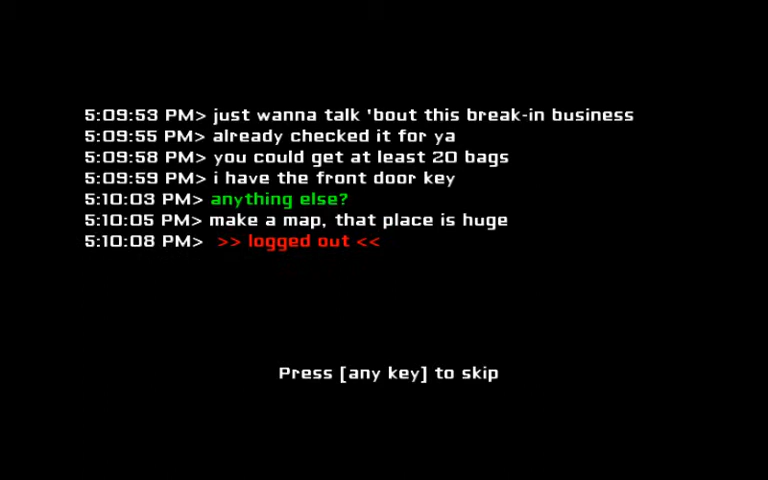 5:09:53 PM> just wanna talk 'bout this break-in business
5:09:55 PM> already checked it for ya
5:09:58 PM> you could get at least 20 bags
5:09:59 PM> i have the front door key
5:10:03 PM> anything else?
5:10:05 PM> make a map, that place is huge
5:10:08 PM> >> logged out <<
Press [any key] to skip